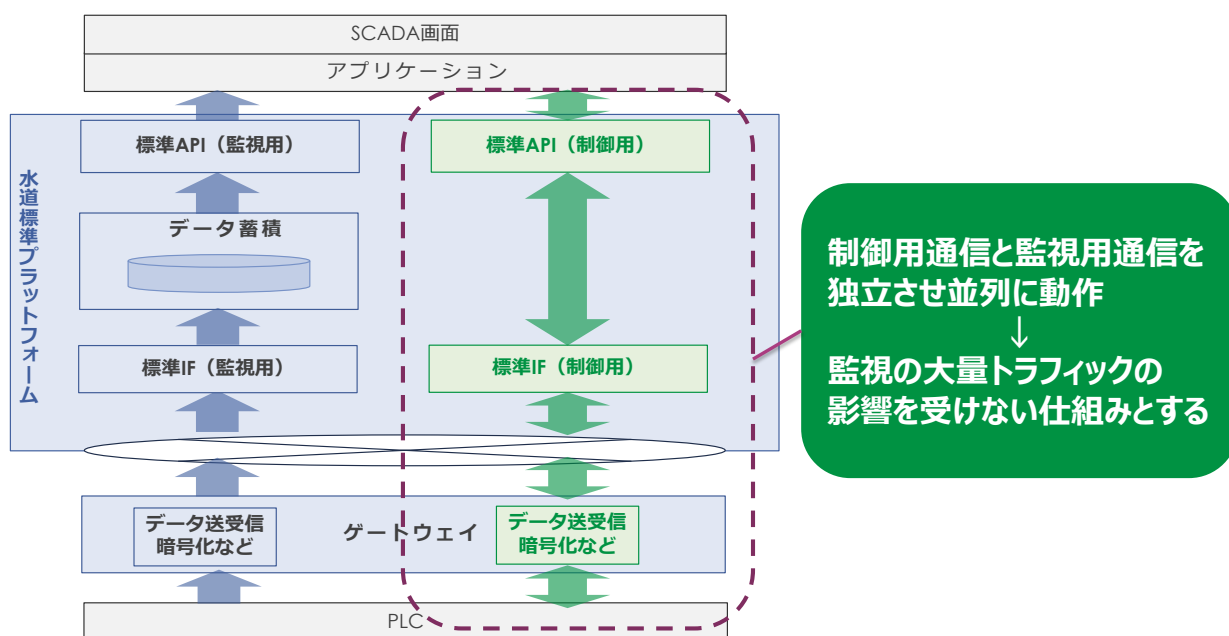 SCADA画面
アプリケーション
水道標準プラットフォーム
標準API（監視用）
標準API（制御用）
データ蓄積
標準IF（監視用）
標準IF（制御用）
制御用通信と監視用通信を
独立させ並列に動作
↓
監視の大量トラフィックの
影響を受けない仕組みとする
データ送受信
暗号化など
ゲートウェイ
データ送受信
暗号化など
PLC